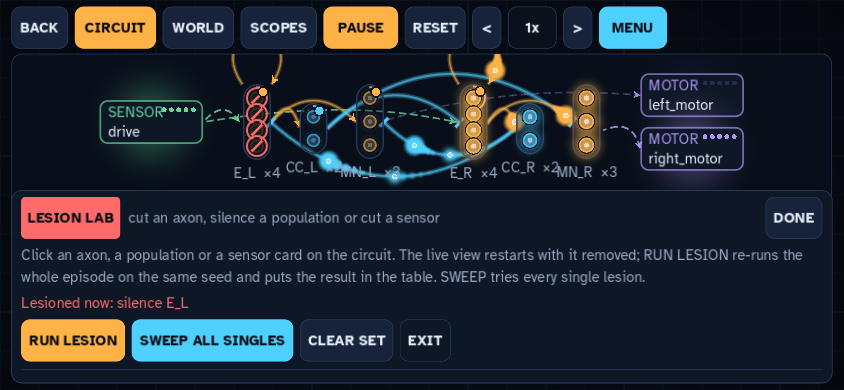 BACK CIRCUIT WORLD SCOPES PAUSE RESET < 1x > MENU
SENSOR
drive
MOTOR
left_motor
MOTOR
right_motor
E_L ×4 CC_L MN_L ×3 E_R ×4 CC_R ×2 MN_R ×3
LESION LAB cut an axon, silence a population or cut a sensor DONE
Click an axon, a population or a sensor card on the circuit. The live view restarts with it removed; RUN LESION re-runs the
whole episode on the same seed and puts the result in the table. SWEEP tries every single lesion.
Lesioned now: silence E_L
RUN LESION SWEEP ALL SINGLES CLEAR SET EXIT